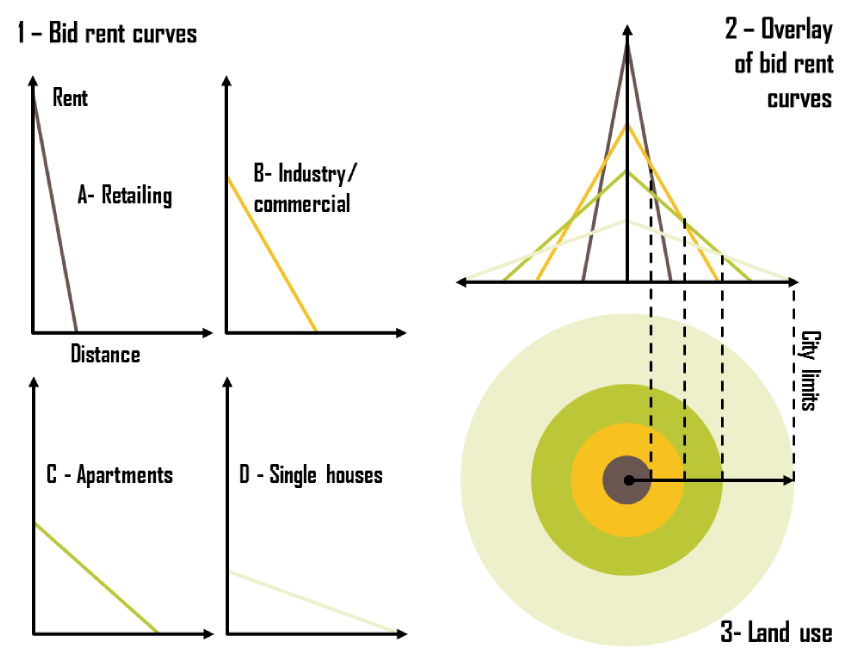 1 – Bid rent curves
Rent
A- Retailing
Distance
B- Industry/
commercial
C - Apartments
D - Single houses
2 – Overlay
of bid rent
curves
City limits
3- Land use